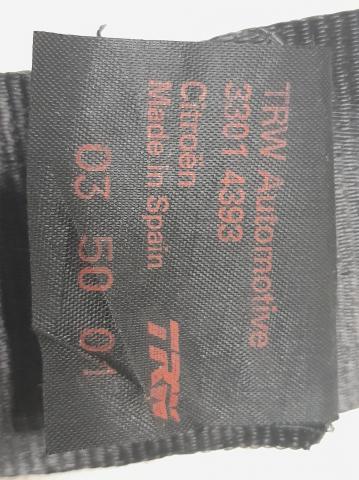 TRW Automotive
3301 4393
Citroën
Made in Spain
TRW
03 50 01